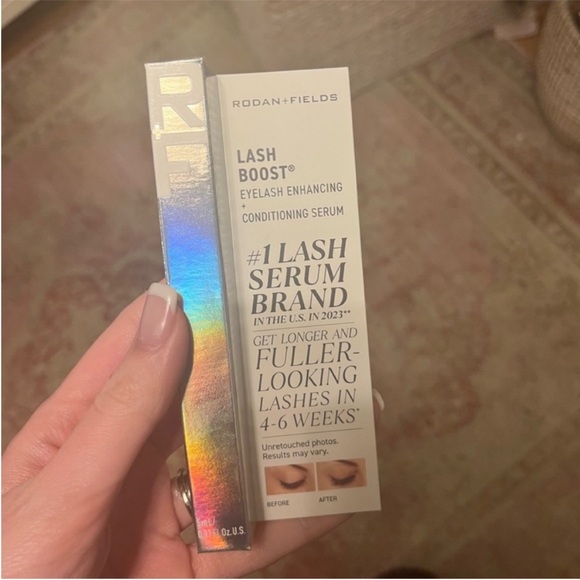 R
F
RODAN+FIELDS
LASH
BOOST®
EYELASH ENHANCING
+
CONDITIONING SERUM
#1 LASH
SERUM
BRAND
IN THE U.S. IN 2023**
GET LONGER AND
FULLER-
LOOKING
LASHES IN
4-6 WEEKS*
Unretouched photos.
Results may vary.
BEFORE AFTER
Oz.U.S.